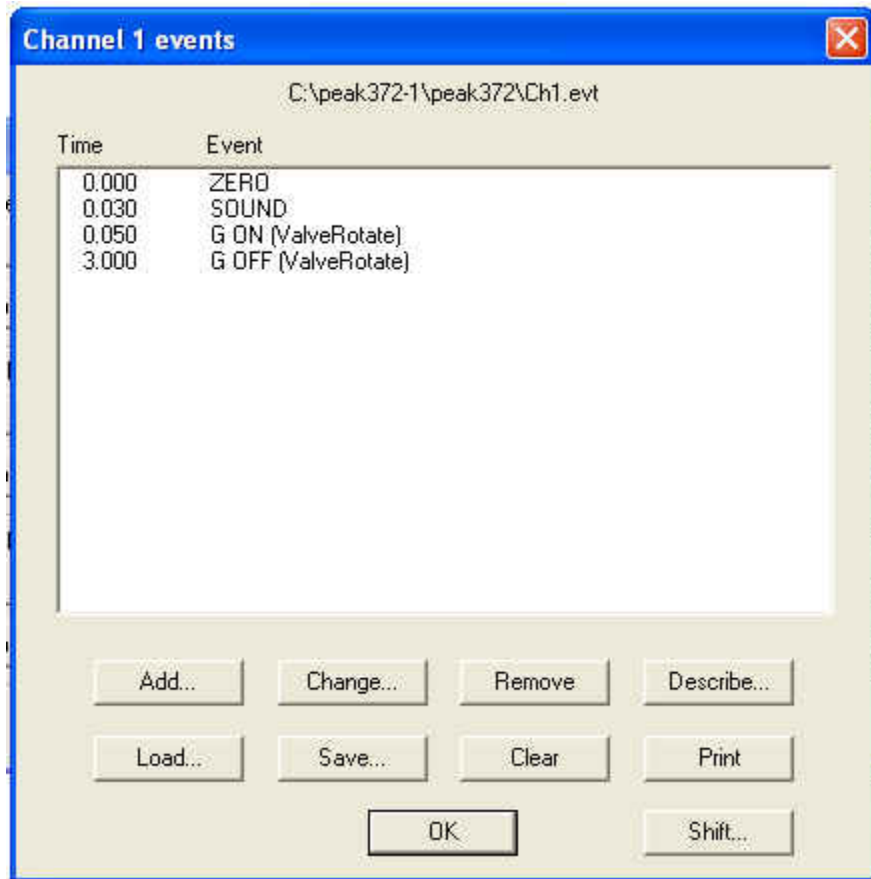 Channel 1 events
C:\peak372-1\peak372\Ch1.evt
Time Event
0.000 ZERO
0.030 SOUND
0.050 G ON (ValveRotate)
3.000 G OFF (ValveRotate)
Add... Change... Remove Describe...
Load... Save... Clear Print
OK Shift...